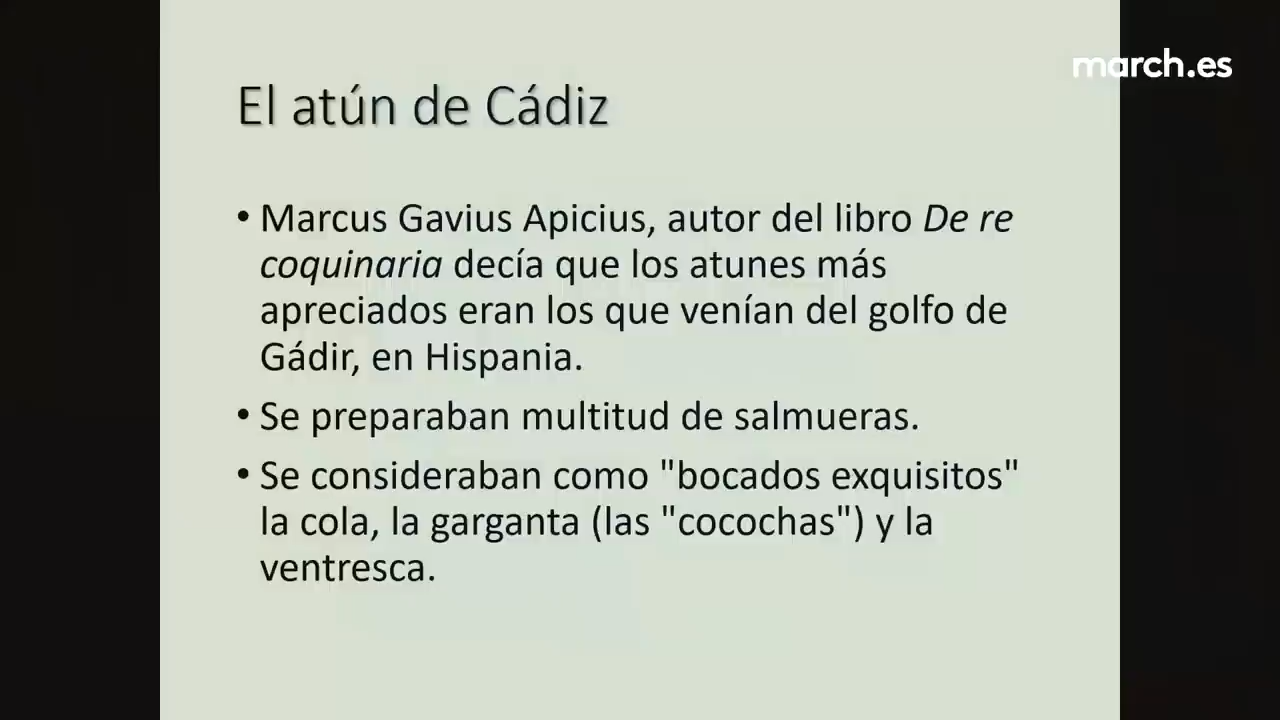 march.es
El atún de Cádiz
• Marcus Gavius Apicius, autor del libro De re
coquinaria decía que los atunes más
apreciados eran los que venían del golfo de
Gádir, en Hispania.
• Se preparaban multitud de salmueras.
• Se consideraban como "bocados exquisitos"
la cola, la garganta (las "cocochas") y la
ventresca.